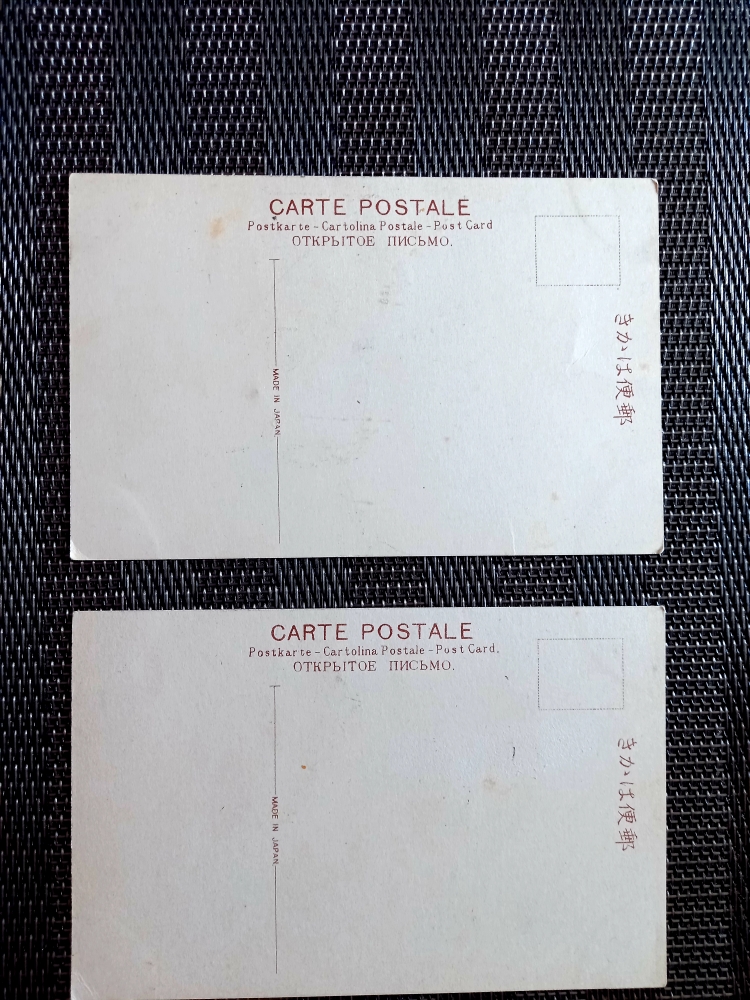 CARTE POSTALE
Postkarte – Cartolina Postale – Post Card
ОТКРЫТОЕ ПИСЬМО.
MADE IN JAPAN.
きかは便郵
CARTE POSTALE
Postkarte – Cartolina Postale – Post Card.
ОТКРЫТОЕ ПИСЬМО.
MADE IN JAPAN.
きかは便郵